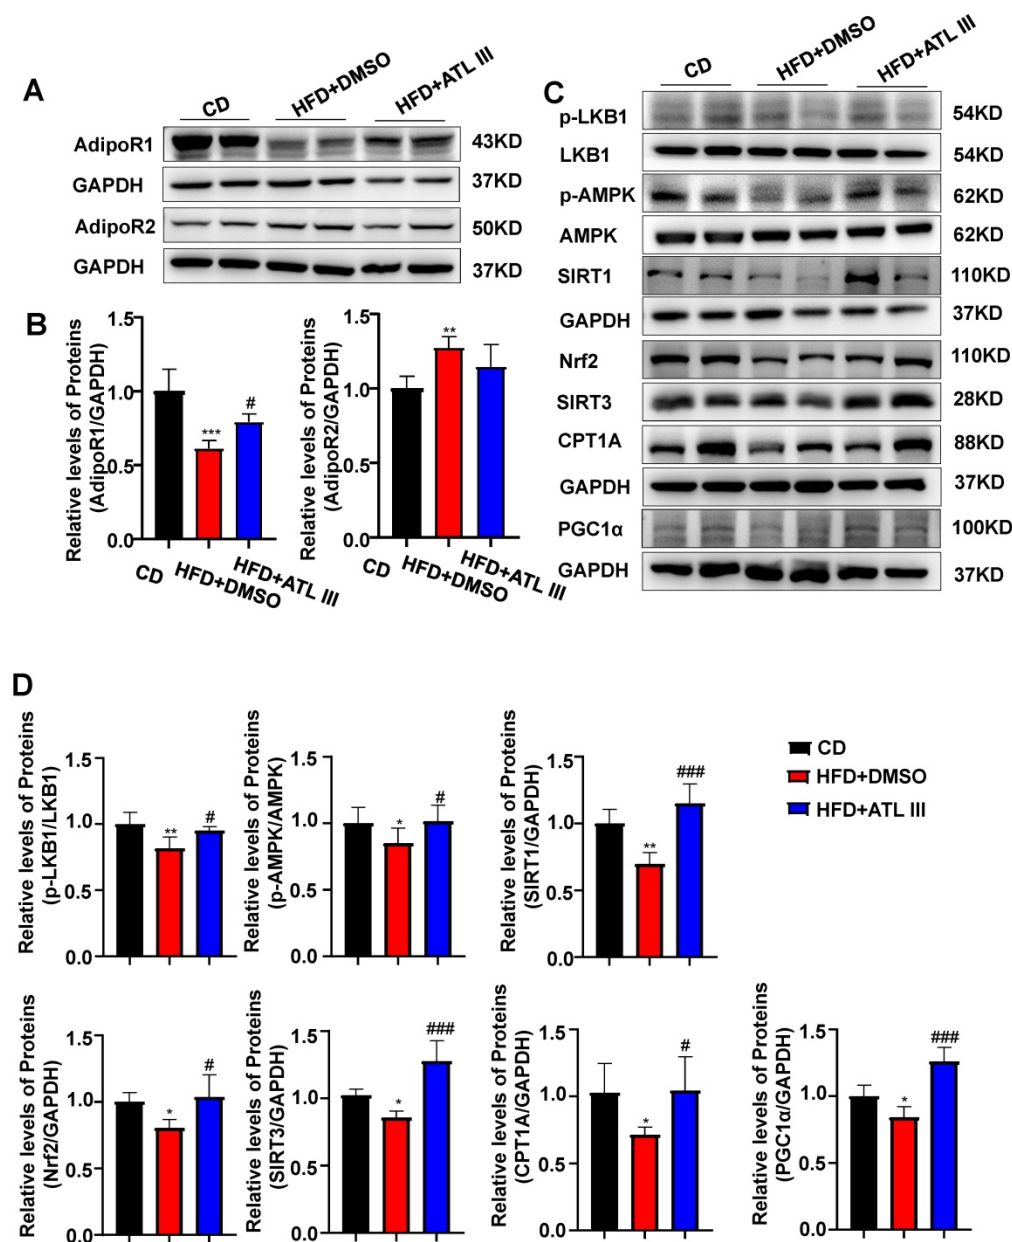 A
CD
HFD+DMSO
HFD+ATL III
AdipoR1
43KD
GAPDH
37KD
AdipoR2
50KD
GAPDH
37KD
B
Relative levels of Proteins
(AdipoR1/GAPDH)
1.5
1.0
0.5
0.0
***
#
CD
HFD+DMSO
HFD+ATL III
Relative levels of Proteins
(AdipoR2/GAPDH)
1.5
1.0
0.5
0.0
**
CD
HFD+DMSO
HFD+ATL III
C
CD
HFD+DMSO
HFD+ATL III
p-LKB1
54KD
LKB1
54KD
p-AMPK
62KD
AMPK
62KD
SIRT1
110KD
GAPDH
37KD
Nrf2
110KD
SIRT3
28KD
CPT1A
88KD
GAPDH
37KD
PGC1α
100KD
GAPDH
37KD
D
Relative levels of Proteins
(p-LKB1/LKB1)
1.5
1.0
0.5
0.0
**
#
Relative levels of Proteins
(p-AMPK/AMPK)
1.5
1.0
0.5
0.0
*
#
Relative levels of Proteins
(SIRT1/GAPDH)
1.5
1.0
0.5
0.0
**
###
CD
HFD+DMSO
HFD+ATL III
Relative levels of Proteins
(Nrf2/GAPDH)
1.5
1.0
0.5
0.0
*
#
Relative levels of Proteins
(SIRT3/GAPDH)
1.5
1.0
0.5
0.0
*
###
Relative levels of Proteins
(CPT1A/GAPDH)
1.5
1.0
0.5
0.0
*
#
Relative levels of Proteins
(PGC1α/GAPDH)
1.5
1.0
0.5
0.0
*
###